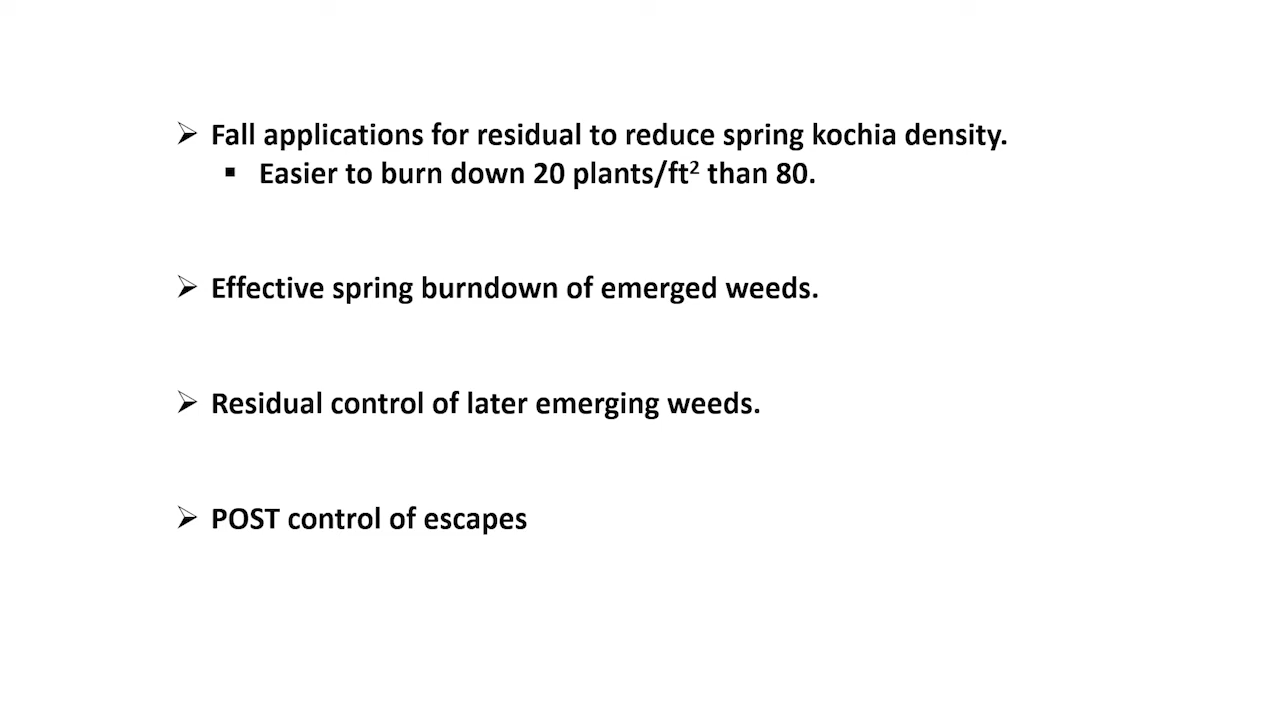 ➢ Fall applications for residual to reduce spring kochia density.
▪ Easier to burn down 20 plants/ft² than 80.
➢ Effective spring burndown of emerged weeds.
➢ Residual control of later emerging weeds.
➢ POST control of escapes